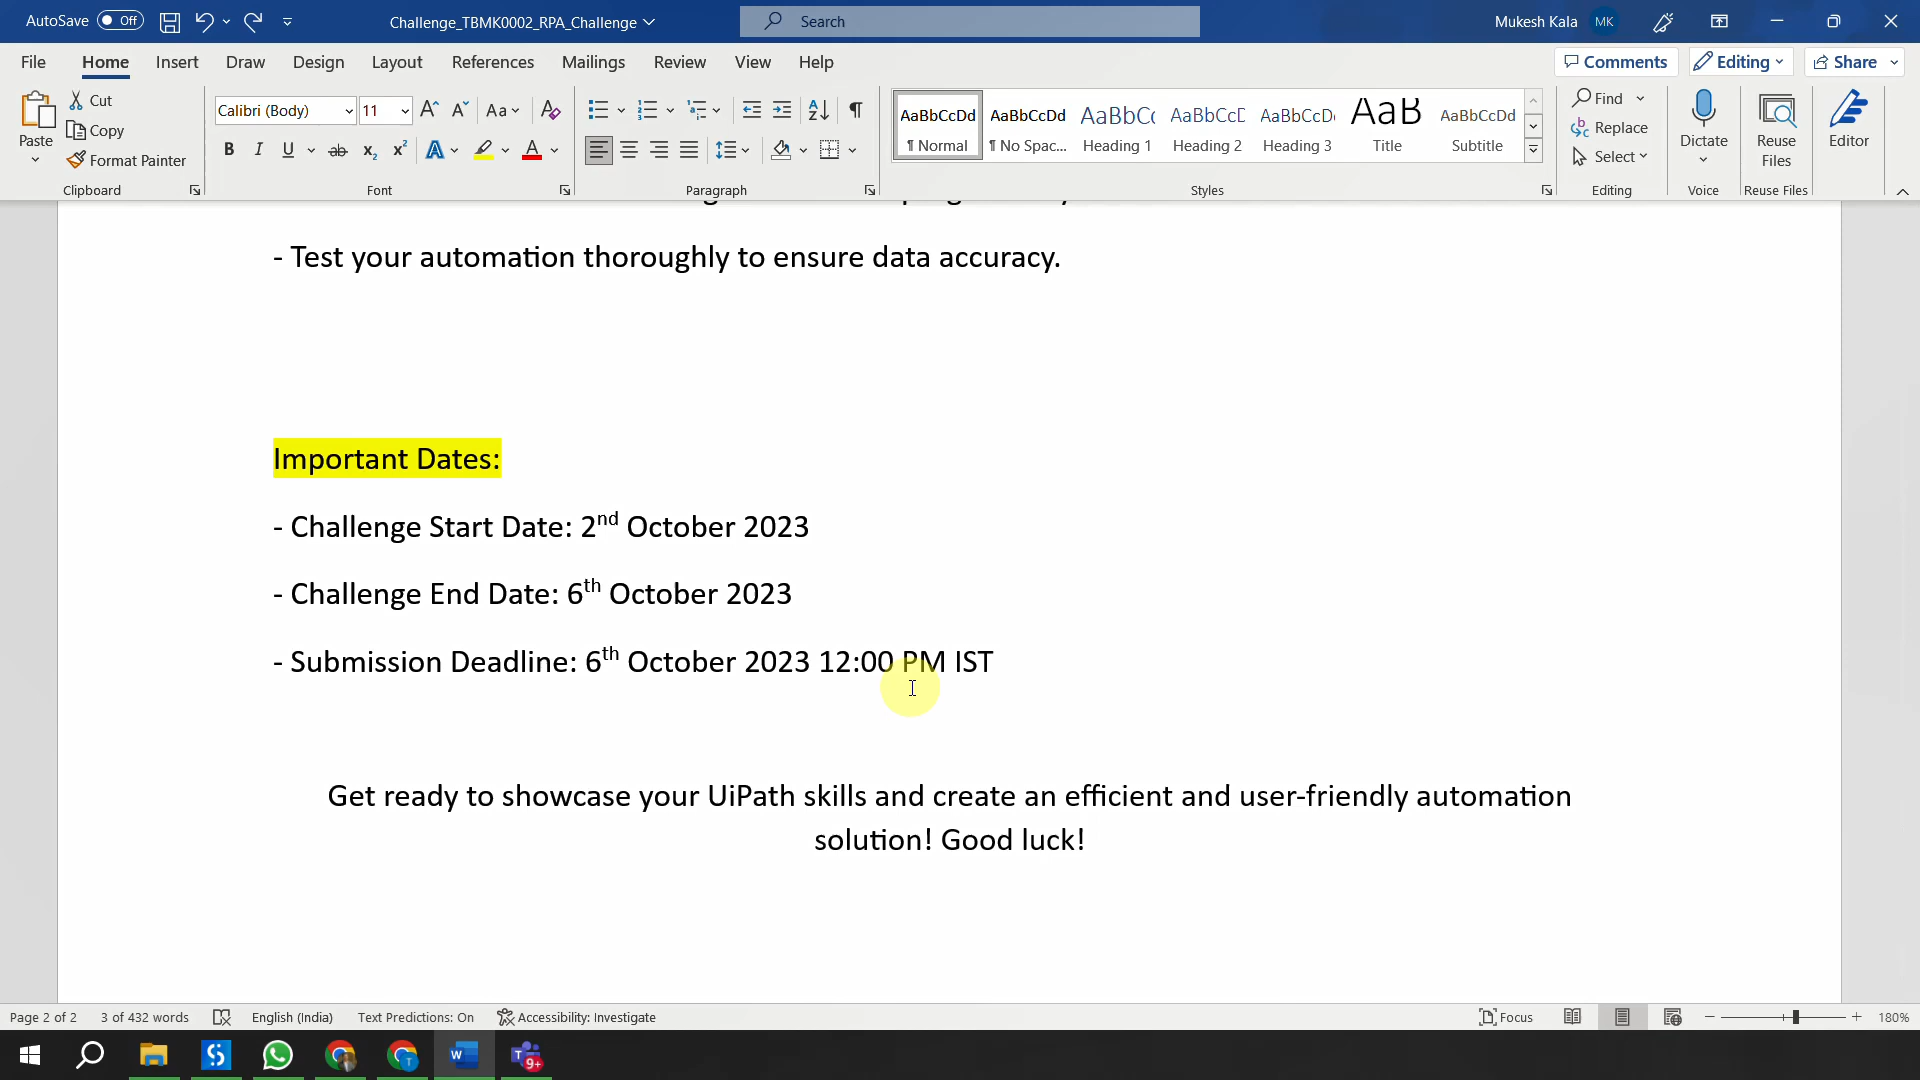 AutoSave Off Challenge_TBMK0002_RPA_Challenge Search Mukesh Kala MK
File Home Insert Draw Design Layout References Mailings Review View Help Comments Editing Share
Paste Cut Copy Format Painter Clipboard
Calibri (Body) 11 Aa B I U ab x2 x2 A A Font
Paragraph
AaBbCcDd AaBbCcDd AaBbCc AaBbCcD AaBbCcDd AaB AaBbCcDd
¶ Normal ¶ No Spac... Heading 1 Heading 2 Heading 3 Title Subtitle
Styles
Find Replace Select Editing
Dictate Voice
Reuse Files Reuse Files
Editor
- Test your automation thoroughly to ensure data accuracy.
Important Dates:
- Challenge Start Date: 2nd October 2023
- Challenge End Date: 6th October 2023
- Submission Deadline: 6th October 2023 12:00 PM IST
Get ready to showcase your UiPath skills and create an efficient and user-friendly automation
solution! Good luck!
Page 2 of 2 3 of 432 words English (India) Text Predictions: On Accessibility: Investigate Focus 180%
9+